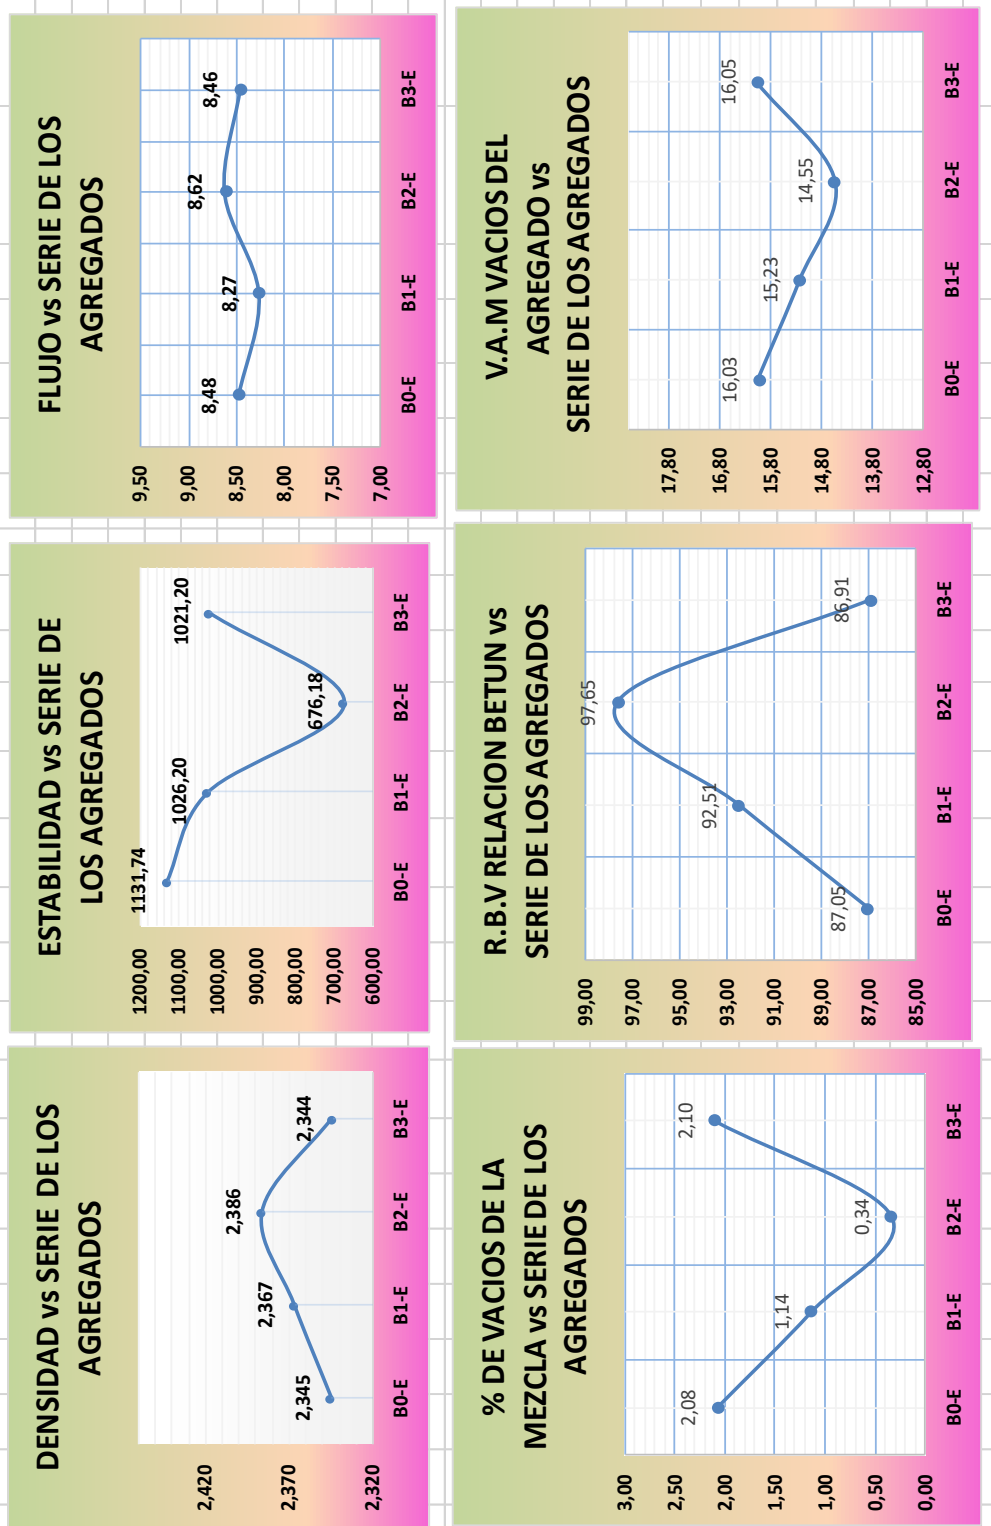 DENSIDAD vs SERIE DE LOS
AGREGADOS
2,420
2,370
2,320
2,345
2,367
2,386
2,344
B0-E
B1-E
B2-E
B3-E
ESTABILIDAD vs SERIE DE
LOS AGREGADOS
1200,00
1100,00
1000,00
900,00
800,00
700,00
600,00
1131,74
1026,20
676,18
1021,20
B0-E
B1-E
B2-E
B3-E
FLUJO vs SERIE DE LOS
AGREGADOS
9,50
9,00
8,50
8,00
7,50
7,00
8,48
8,27
8,62
8,46
B0-E
B1-E
B2-E
B3-E
% DE VACIOS DE LA
MEZCLA vs SERIE DE LOS
AGREGADOS
3,00
2,50
2,00
1,50
1,00
0,50
0,00
2,08
1,14
0,34
2,10
B0-E
B1-E
B2-E
B3-E
R.B.V RELACION BETUN vs
SERIE DE LOS AGREGADOS
99,00
97,00
95,00
93,00
91,00
89,00
87,00
85,00
87,05
92,51
97,65
86,91
B0-E
B1-E
B2-E
B3-E
V.A.M VACIOS DEL
AGREGADO vs
SERIE DE LOS AGREGADOS
17,80
16,80
15,80
14,80
13,80
12,80
16,03
15,23
14,55
16,05
B0-E
B1-E
B2-E
B3-E